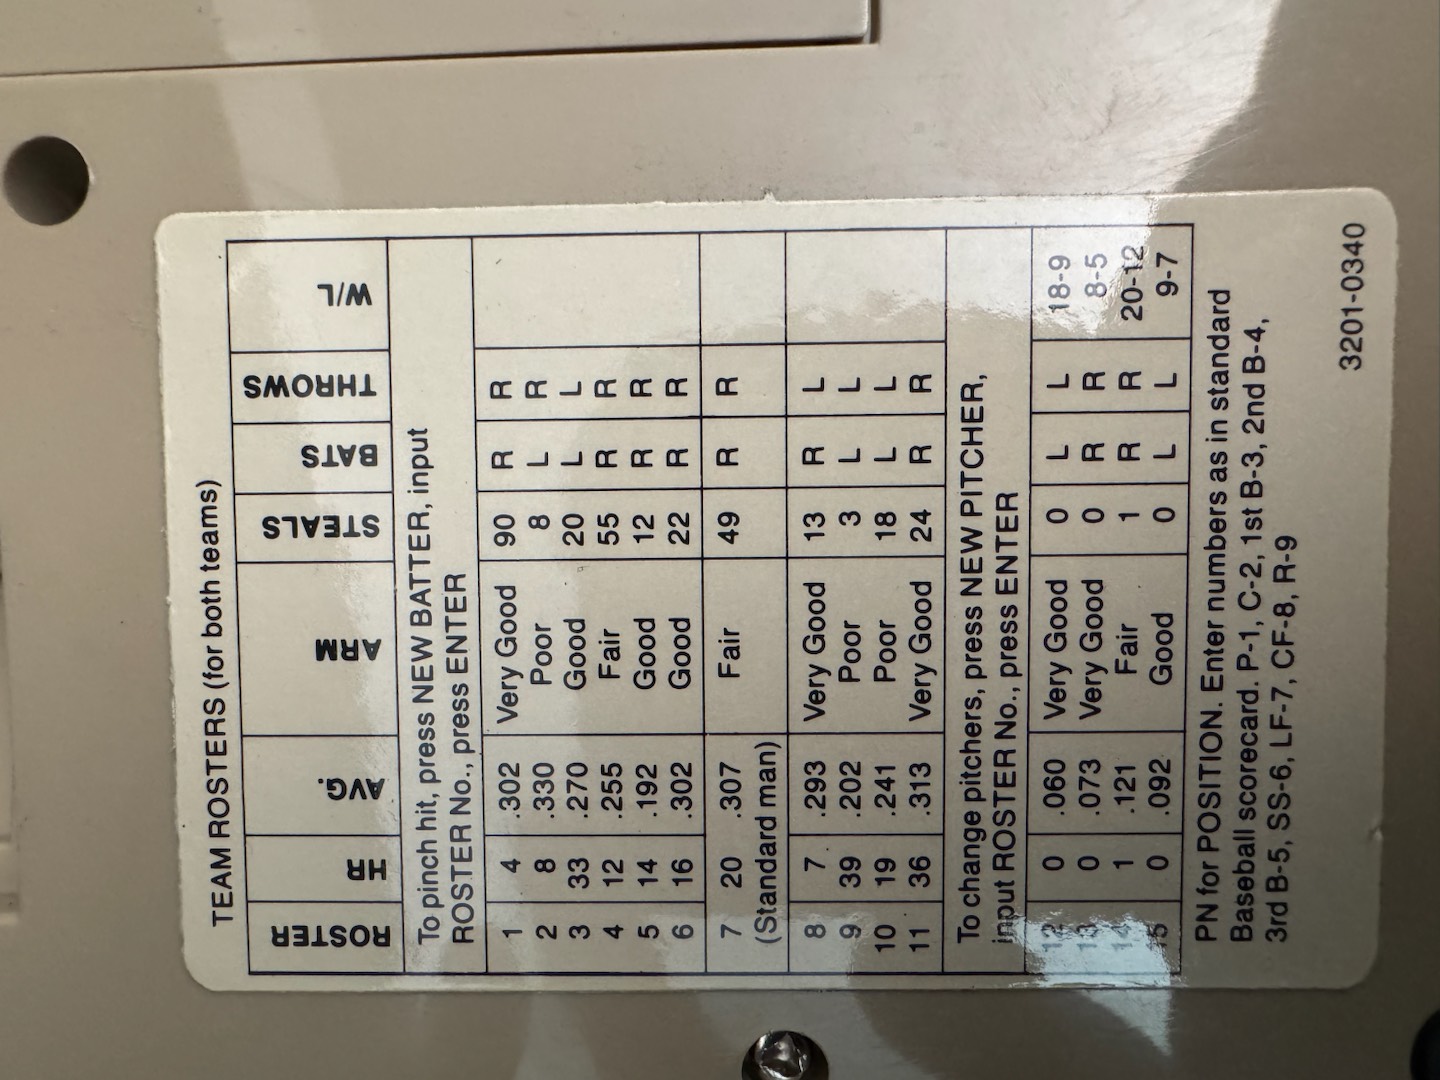 TEAM ROSTERS (for both teams)
ROSTER HR AVG. ARM STEALS BATS THROWS W/L
To pinch hit, press NEW BATTER, input
ROSTER No., press ENTER
1 4 .302 Very Good 90 R R
2 8 .330 Poor 8 L R
3 33 .270 Good 20 L L
4 12 .255 Fair 55 R R
5 14 .192 Good 12 R R
6 16 .302 Good 22 R R
7 20 .307 Fair 49 R R
(Standard man)
8 7 .293 Very Good 13 R L
9 39 .202 Poor 3 L L
10 19 .241 Poor 18 L L
11 36 .313 Very Good 24 R R
To change pitchers, press NEW PITCHER,
input ROSTER No., press ENTER
12 0 .060 Very Good 0 L L 18-9
13 0 .073 Very Good 0 R R 8-5
14 1 .121 Fair 1 R R 20-12
15 0 .092 Good 0 L L 9-7
PN for POSITION. Enter numbers as in standard
Baseball scorecard. P-1, C-2, 1st B-3, 2nd B-4,
3rd B-5, SS-6, LF-7, CF-8, R-9
3201-0340